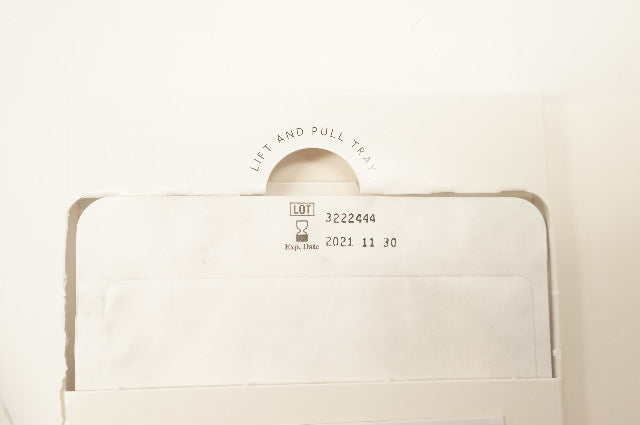 LIFT AND PULL TRAY
LOT 3222444
Exp. Date 2021 11 30